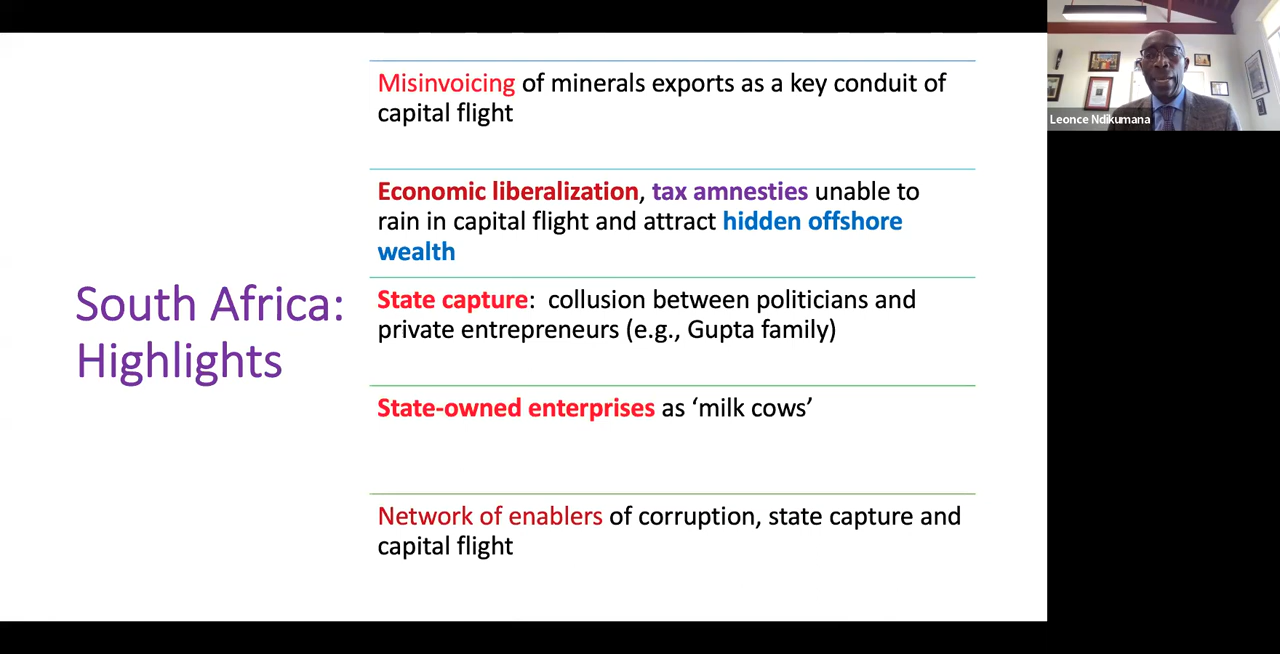 South Africa:
Highlights
Misinvoicing of minerals exports as a key conduit of
capital flight
Economic liberalization, tax amnesties unable to
rain in capital flight and attract hidden offshore
wealth
State capture:  collusion between politicians and
private entrepreneurs (e.g., Gupta family)
State-owned enterprises as ‘milk cows’
Network of enablers of corruption, state capture and
capital flight
Leonce Ndikumana